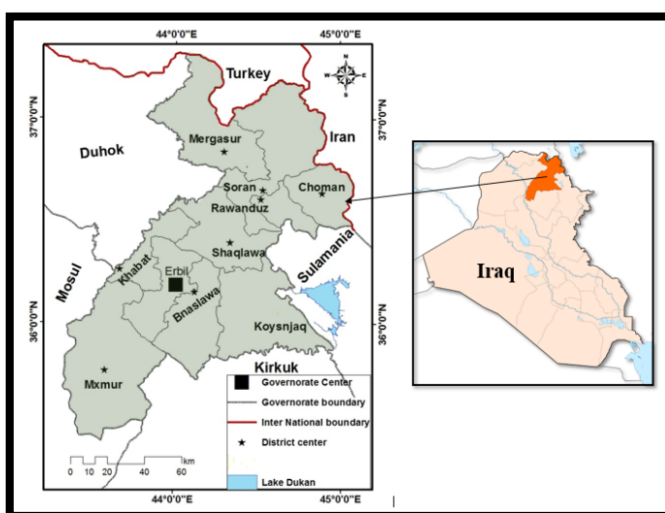 44°0'0"E
45°0'0"E
Turkey
N
W
E
S
37°0'0"N
37°0'0"N
Iran
Duhok
Mergasur
Soran
Choman
Rawanduz
Sulamania
Shaqlawa
Khabat
Mosul
Erbil
Bnaslawa
36°0'0"N
36°0'0"N
Koysnjaq
Kirkuk
Mxmur
Governorate Center
Governorate boundary
Inter National boundary
District center
km
0 10 20 40 60
Lake Dukan
44°0'0"E
45°0'0"E
Iraq